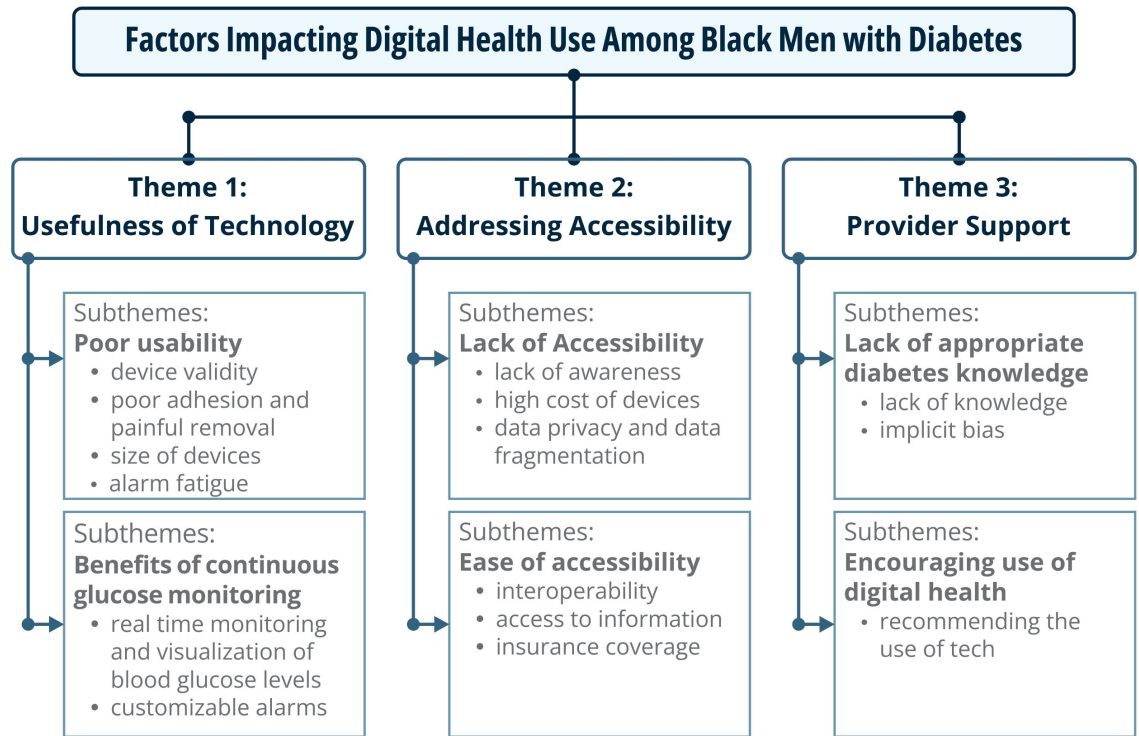 Factors Impacting Digital Health Use Among Black Men with Diabetes
Theme 1:
Usefulness of Technology
Subthemes:
Poor usability
• device validity
• poor adhesion and
painful removal
• size of devices
• alarm fatigue
Subthemes:
Benefits of continuous
glucose monitoring
• real time monitoring
and visualization of
blood glucose levels
• customizable alarms
Theme 2:
Addressing Accessibility
Subthemes:
Lack of Accessibility
• lack of awareness
• high cost of devices
• data privacy and data
fragmentation
Subthemes:
Ease of accessibility
• interoperability
• access to information
• insurance coverage
Theme 3:
Provider Support
Subthemes:
Lack of appropriate
diabetes knowledge
• lack of knowledge
• implicit bias
Subthemes:
Encouraging use of
digital health
• recommending the
use of tech